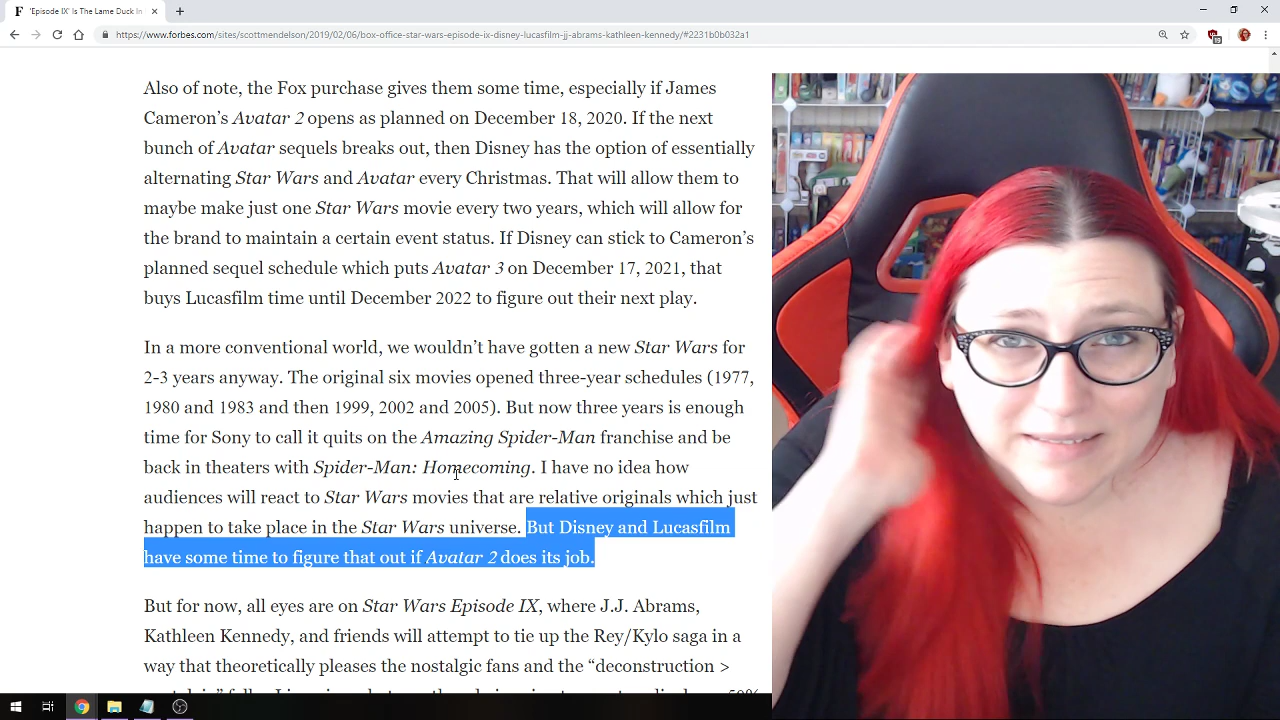 'Episode IX' Is The Lame Duck In
https://www.forbes.com/sites/scottmendelson/2019/02/06/box-office-star-wars-episode-ix-disney-lucasfilm-jj-abrams-kathleen-kennedy/#2231b0b032a1
Also of note, the Fox purchase gives them some time, especially if James
Cameron’s Avatar 2 opens as planned on December 18, 2020. If the next
bunch of Avatar sequels breaks out, then Disney has the option of essentially
alternating Star Wars and Avatar every Christmas. That will allow them to
maybe make just one Star Wars movie every two years, which will allow for
the brand to maintain a certain event status. If Disney can stick to Cameron’s
planned sequel schedule which puts Avatar 3 on December 17, 2021, that
buys Lucasfilm time until December 2022 to figure out their next play.
In a more conventional world, we wouldn’t have gotten a new Star Wars for
2-3 years anyway. The original six movies opened three-year schedules (1977,
1980 and 1983 and then 1999, 2002 and 2005). But now three years is enough
time for Sony to call it quits on the Amazing Spider-Man franchise and be
back in theaters with Spider-Man: Homecoming. I have no idea how
audiences will react to Star Wars movies that are relative originals which just
happen to take place in the Star Wars universe. But Disney and Lucasfilm
have some time to figure that out if Avatar 2 does its job.
But for now, all eyes are on Star Wars Episode IX, where J.J. Abrams,
Kathleen Kennedy, and friends will attempt to tie up the Rey/Kylo saga in a
way that theoretically pleases the nostalgic fans and the “deconstruction >